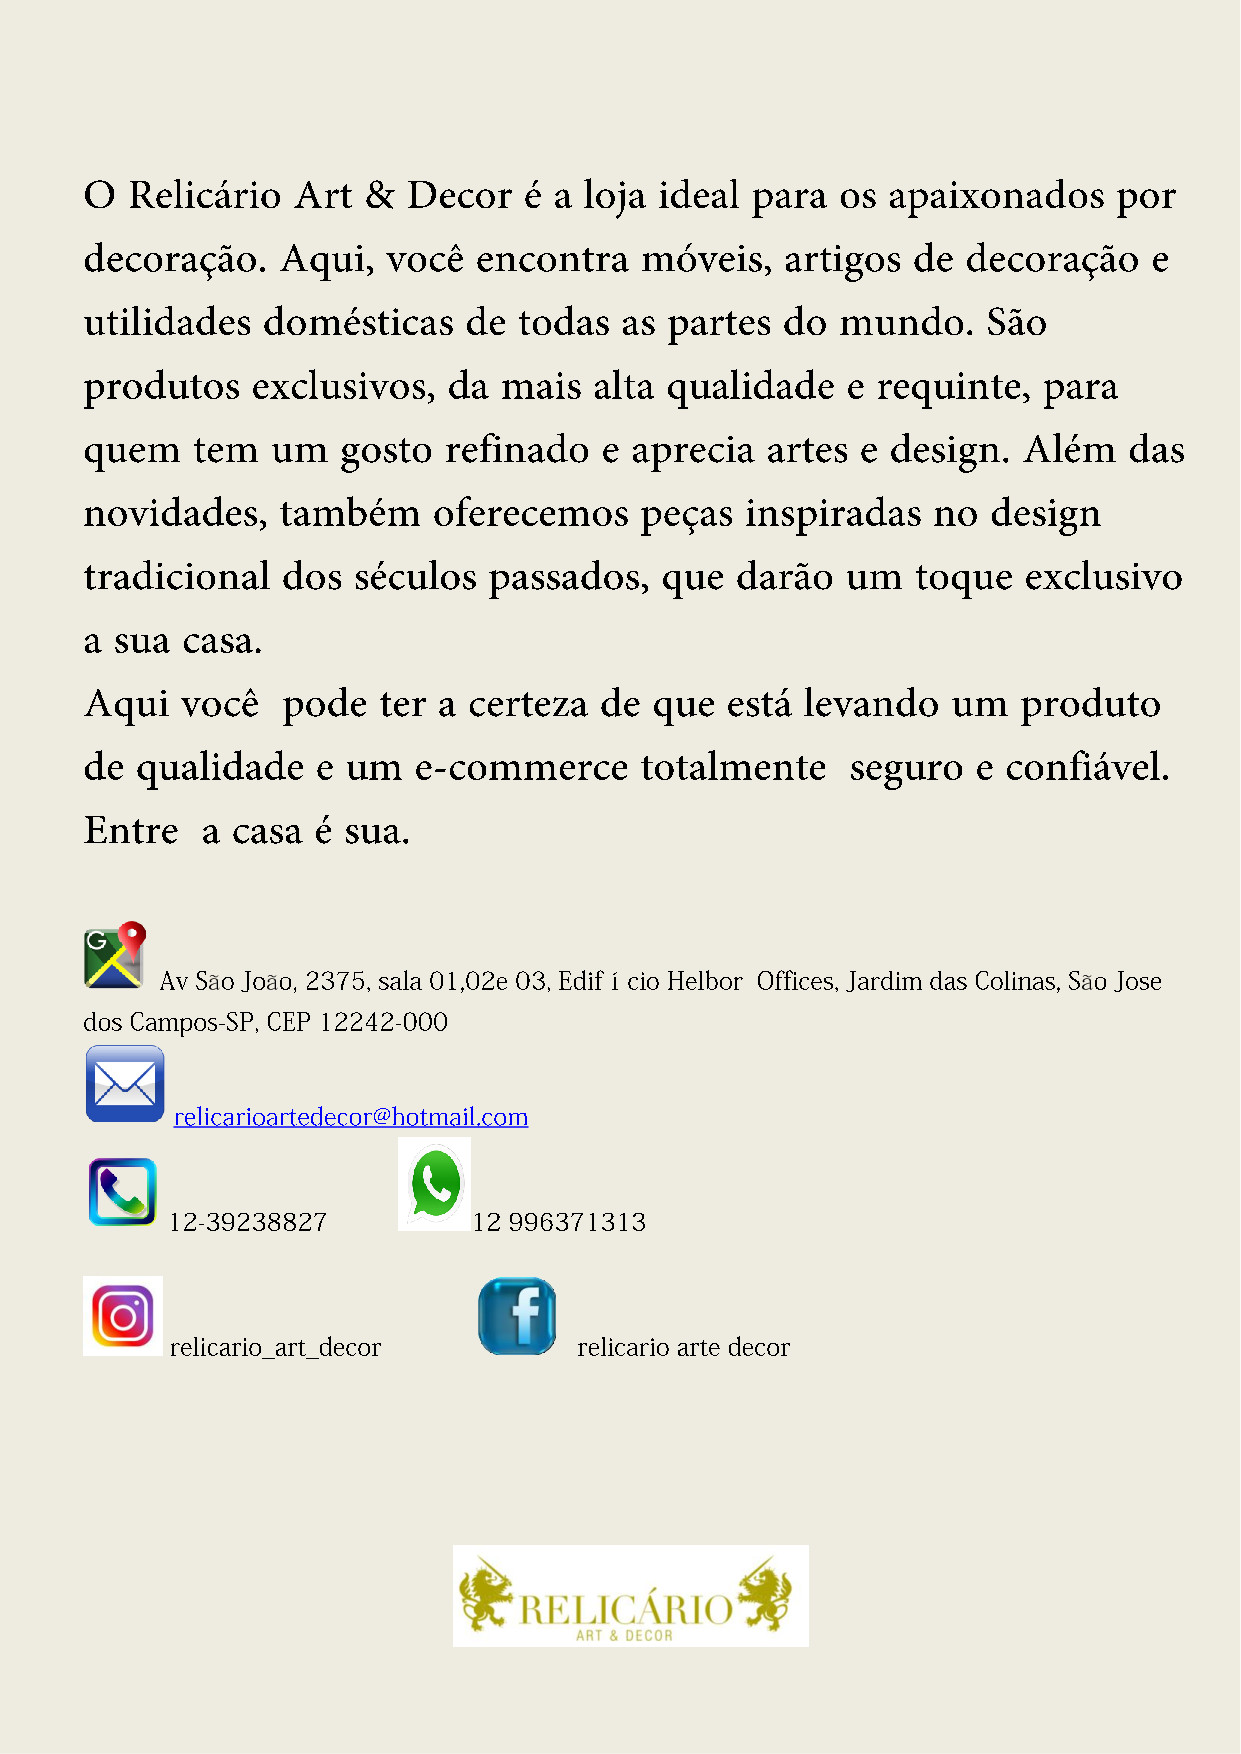 O Relicário Art & Decor é a loja ideal para os apaixonados por
decoração. Aqui, você encontra móveis, artigos de decoração e
utilidades domésticas de todas as partes do mundo. São
produtos exclusivos, da mais alta qualidade e requinte, para
quem tem um gosto refinado e aprecia artes e design. Além das
novidades, também oferecemos peças inspiradas no design
tradicional dos séculos passados, que darão um toque exclusivo
a sua casa.
Aqui você pode ter a certeza de que está levando um produto
de qualidade e um e-commerce totalmente seguro e confiável.
Entre a casa é sua.
G
Av São João, 2375, sala 01,02e 03, Edif í cio Helbor Offices, Jardim das Colinas, São Jose
dos Campos-SP, CEP 12242-000
relicarioartedecor@hotmail.com
12-39238827 12 996371313
f
relicario_art_decor relicario arte decor
RELICÁRIO
ART & DECOR